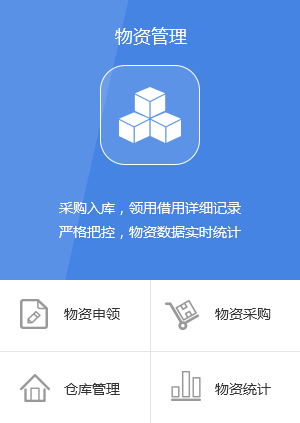 物资管理
采购入库，领用借用详细记录
严格把控，物资数据实时统计
物资申领
物资采购
仓库管理
物资统计